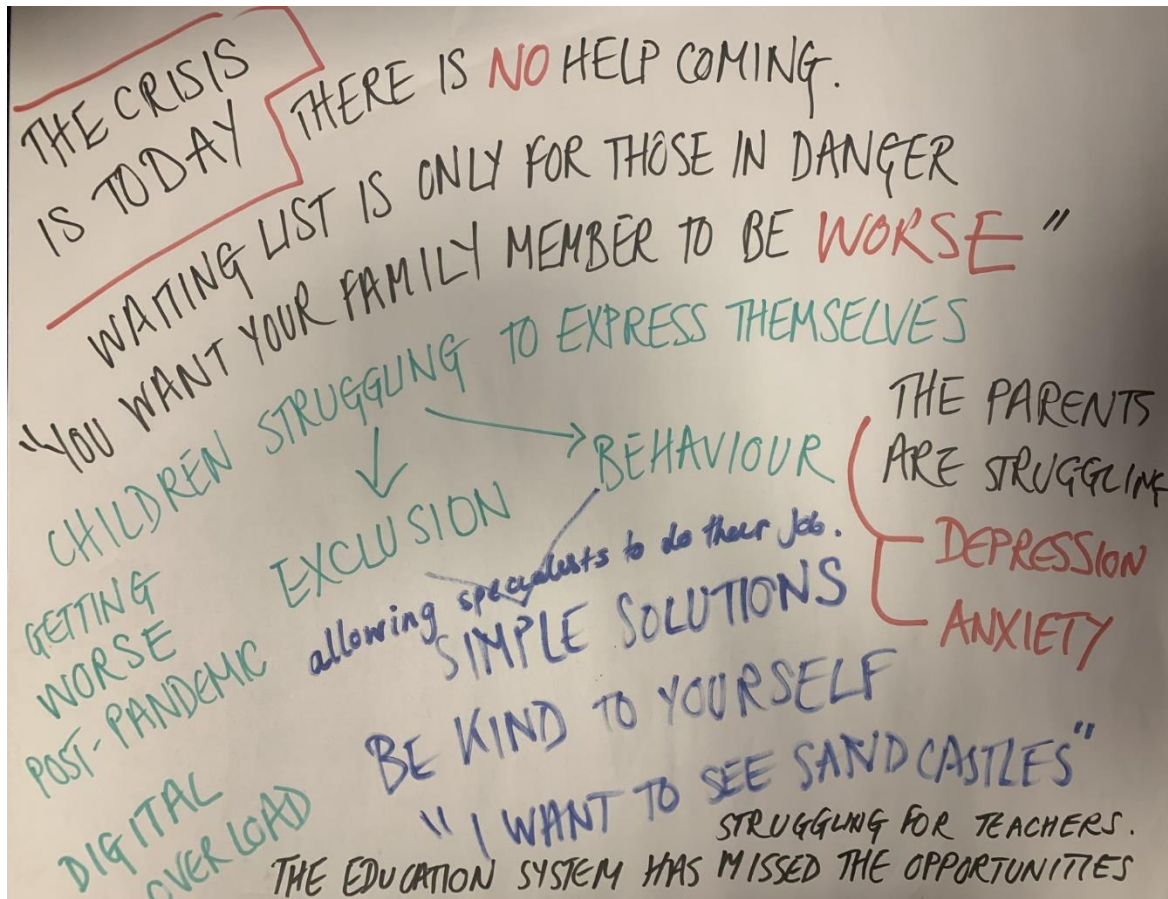 THE CRISIS
IS TODAY
THERE IS NO HELP COMING.
WAITING LIST IS ONLY FOR THOSE IN DANGER
"YOU WANT YOUR FAMILY MEMBER TO BE WORSE"
CHILDREN STRUGGLING TO EXPRESS THEMSELVES
EXCLUSION
BEHAVIOUR
THE PARENTS
ARE STRUGGLING
DEPRESSION
ANXIETY
GETTING
WORSE
POST-PANDEMIC
DIGITAL
OVERLOAD
allowing specialists to do their job.
SIMPLE SOLUTIONS
BE KIND TO YOURSELF
"I WANT TO SEE SANDCASTLES"
STRUGGLING FOR TEACHERS.
THE EDUCATION SYSTEM HAS MISSED THE OPPORTUNITIES